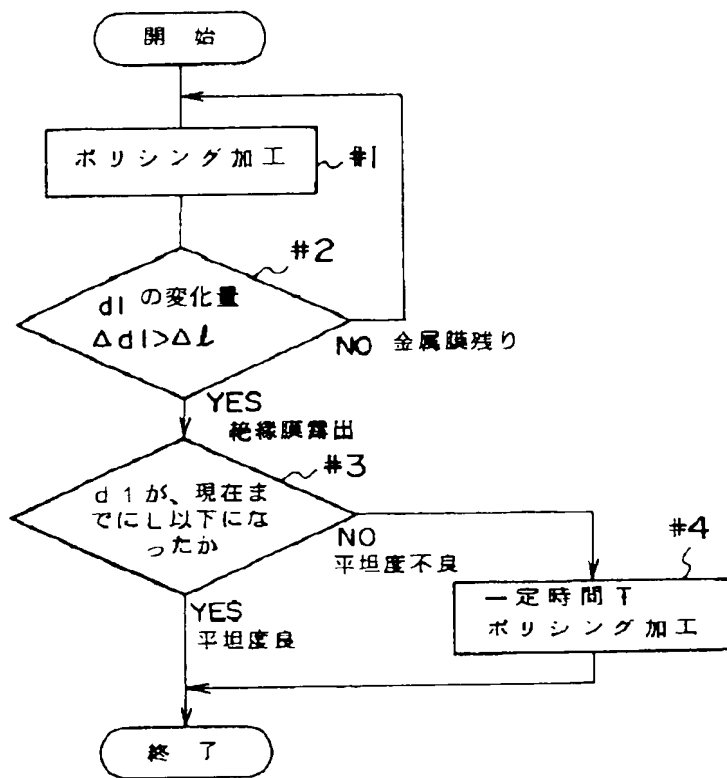 開始
ポリシング加工
#1
#2
d1 の変化量
Δd1>Δℓ
NO 金属膜残り
YES
絶縁膜露出
#3
d1が、現在ま
でにL以下にな
ったか
NO
平坦度不良
#4
一定時間T
ポリシング加工
YES
平坦度良
終了